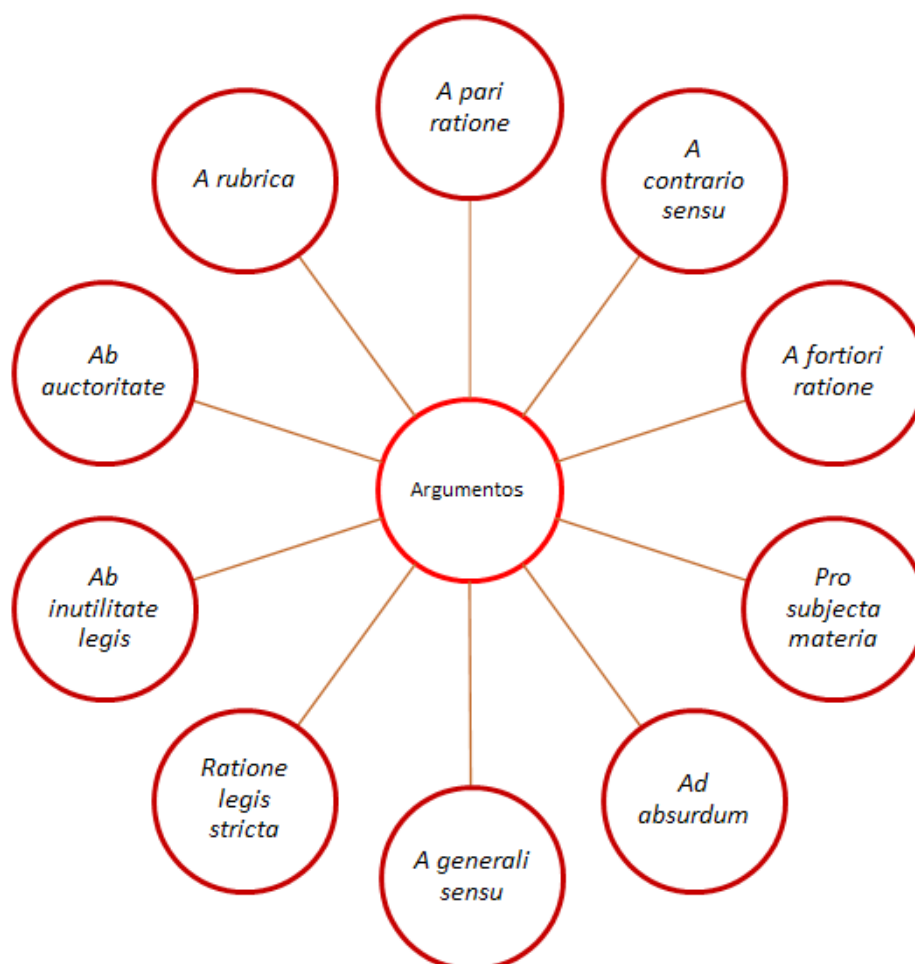 A pari
ratione
A
contrario
sensu
A fortiori
ratione
Pro
subjecta
materia
Ad
absurdum
A generali
sensu
Ratione
legis
stricta
Ab
inutilitate
legis
Ab
auctoritate
A rubrica
Argumentos